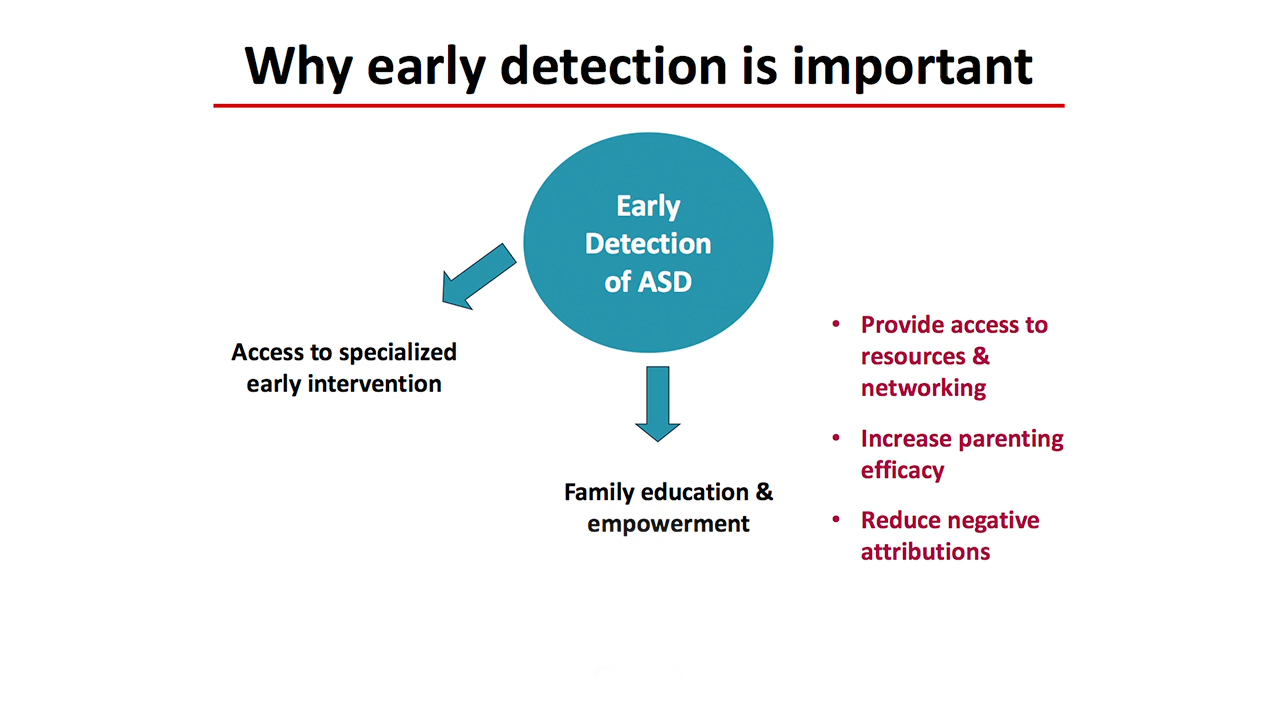 Why early detection is important
Early
Detection
of ASD
Access to specialized
early intervention
Family education &
empowerment
• Provide access to
resources &
networking
• Increase parenting
efficacy
• Reduce negative
attributions